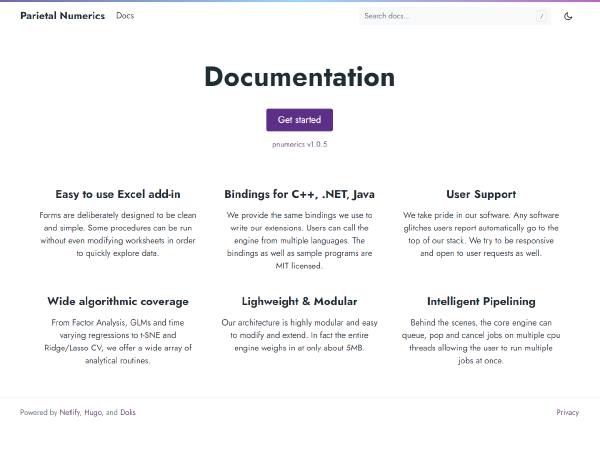 Parietal Numerics Docs Search docs... /
Documentation
Get started
pnumerics v1.0.5
Easy to use Excel add-in
Forms are deliberately designed to be clean
and simple. Some procedures can be run
without even modifying worksheets in order
to quickly explore data.
Bindings for C++, .NET, Java
We provide the same bindings we use to
write our extensions. Users can call the
engine from multiple languages. The
bindings as well as sample programs are
MIT licensed.
User Support
We take pride in our software. Any software
glitches users report automatically go to the
top of our stack. We try to be responsive
and open to user requests as well.
Wide algorithmic coverage
From Factor Analysis, GLMs and time
varying regressions to t-SNE and
Ridge/Lasso CV, we offer a wide array of
analytical routines.
Lighweight & Modular
Our architecture is highly modular and easy
to modify and extend. In fact the entire
engine weighs in at only about 5MB.
Intelligent Pipelining
Behind the scenes, the core engine can
queue, pop and cancel jobs on multiple cpu
threads allowing the user to run multiple
jobs at once.
Powered by Netlify, Hugo, and Doks
Privacy